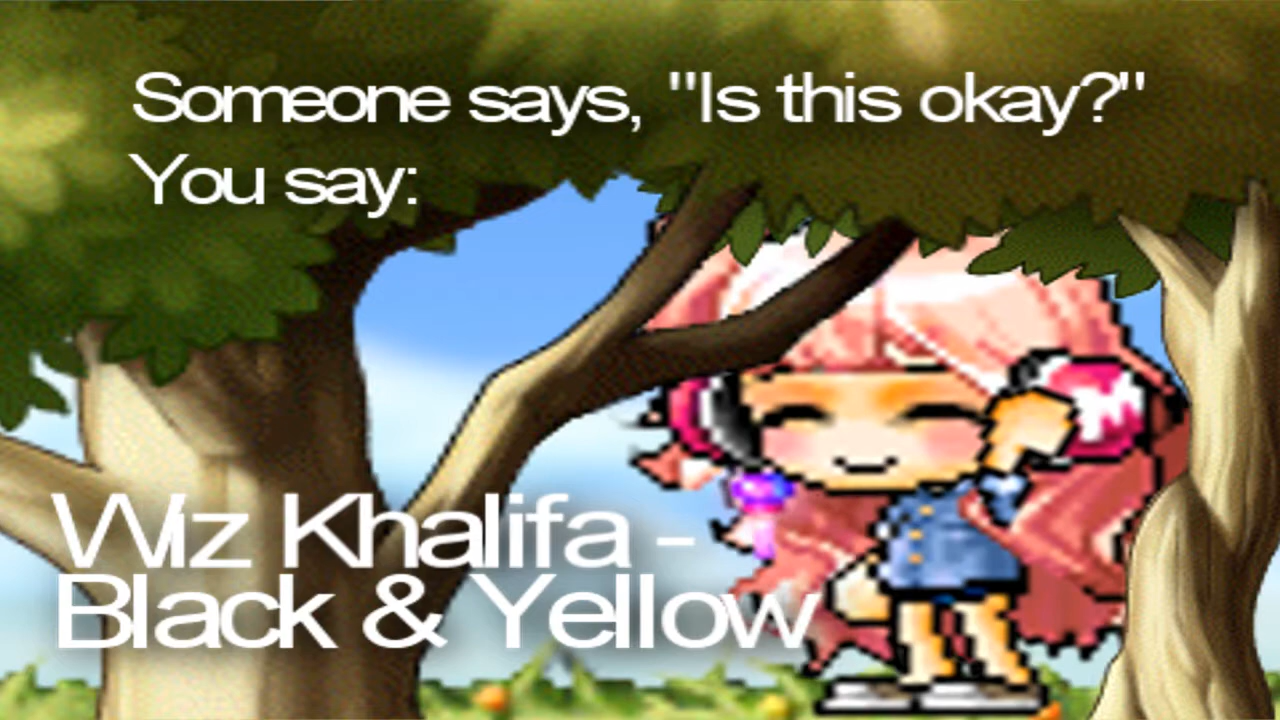 Someone says, "Is this okay?"
You say:
Wiz Khalifa -
Black & Yellow